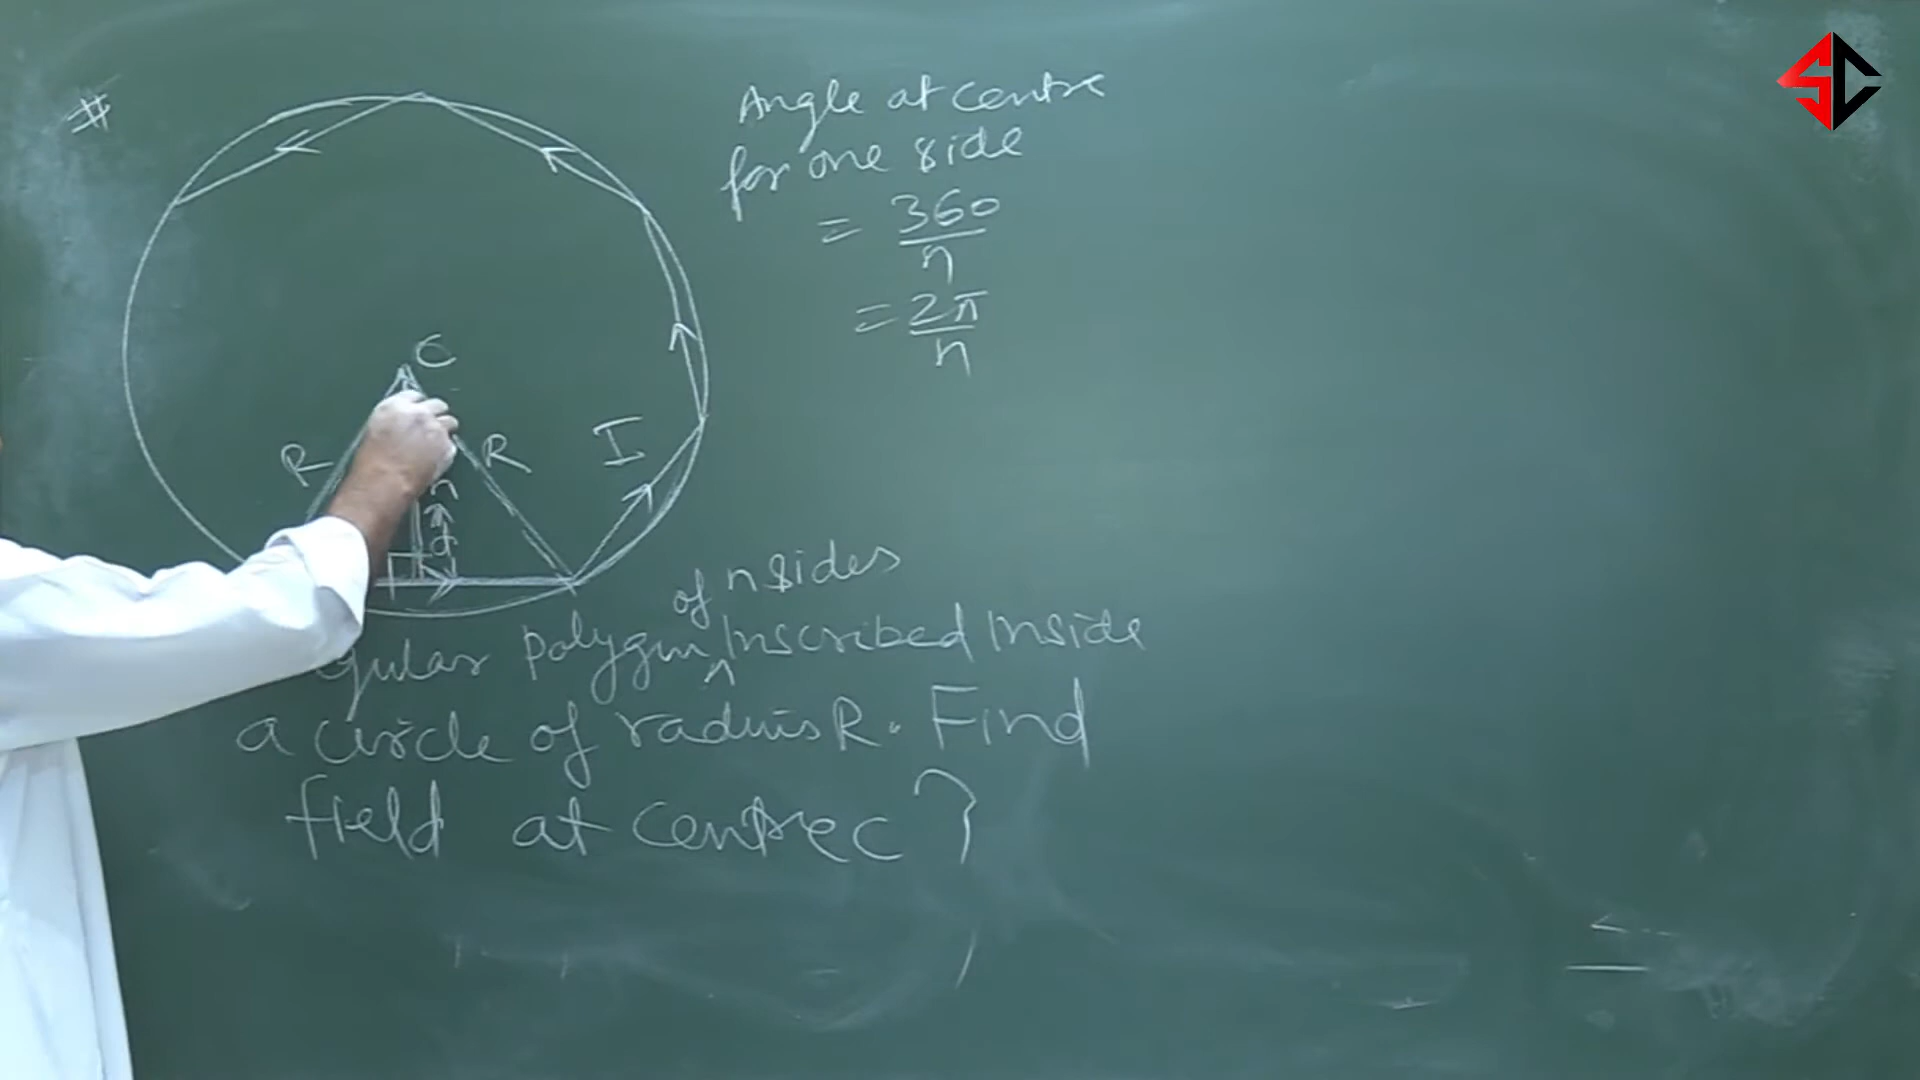 #
Angle at centre
for one side
= 360
n
= 2π
n
C
R
R
I
n
d
of n sides
polygon ^ Inscribed Inside
a circle of radius R. Find
field at centre C ?
SC